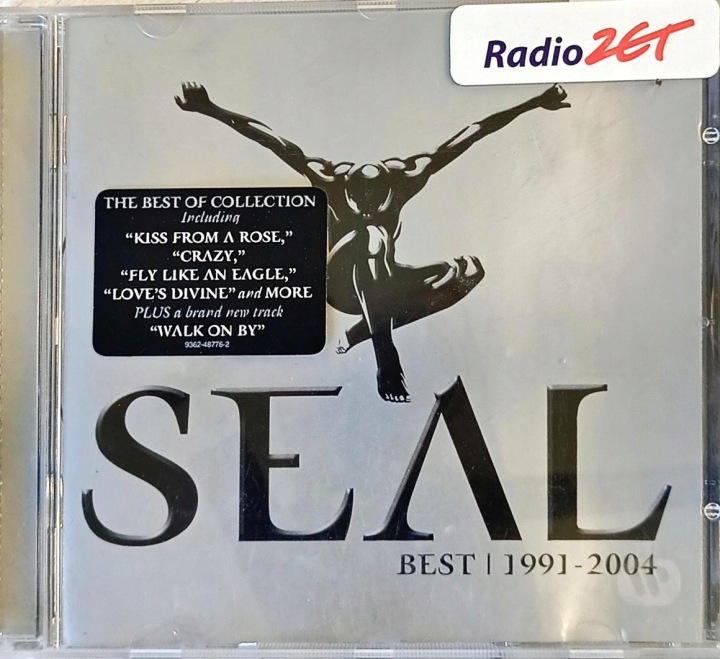 Radio ZET
THE BEST OF COLLECTION
Including
“KISS FROM A ROSE,”
“CRAZY,”
“FLY LIKE AN EAGLE,”
“LOVE’S DIVINE” and MORE
PLUS a brand new track
“WALK ON BY”
9362-48776-2
SEAL
BEST | 1991-2004